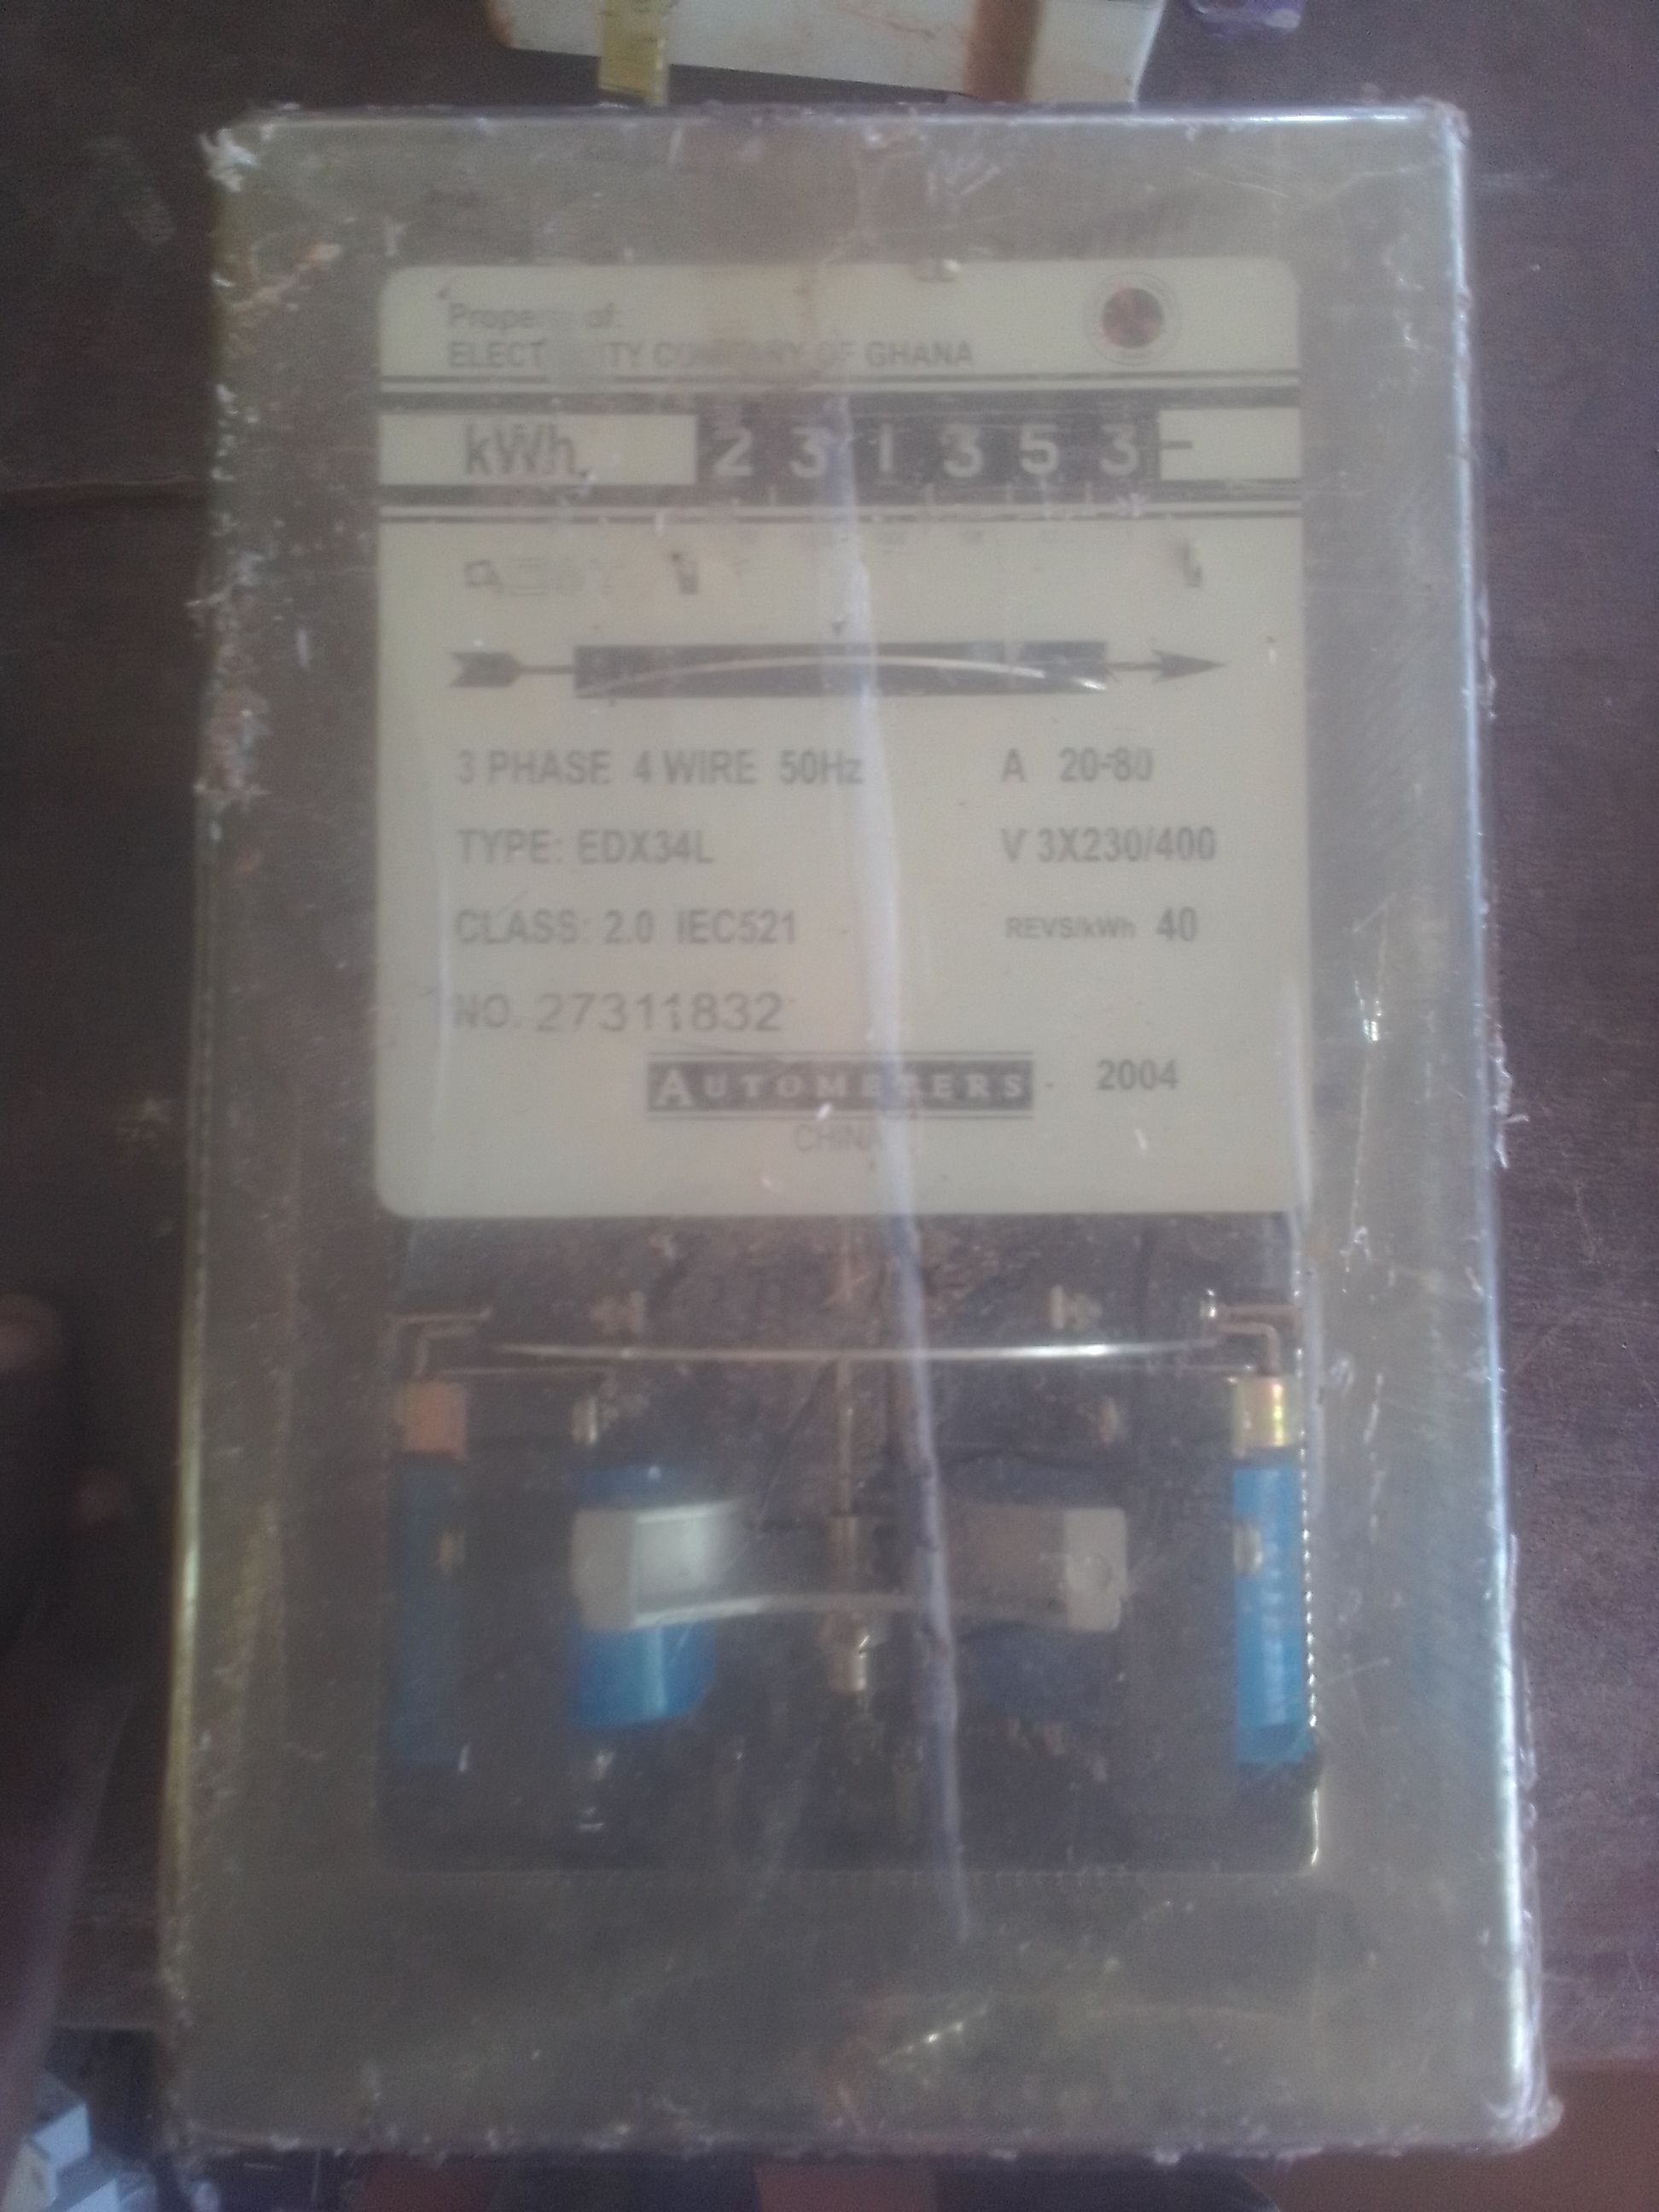 Property of:
ELECTRICITY COMPANY OF GHANA
kWh 231353
3 PHASE 4 WIRE 50Hz A 20-80
TYPE: EDX34L V 3X230/400
CLASS: 2.0 IEC521 REVS/kWh 40
NO. 27311832
AUTOMETERS 2004
CHINA